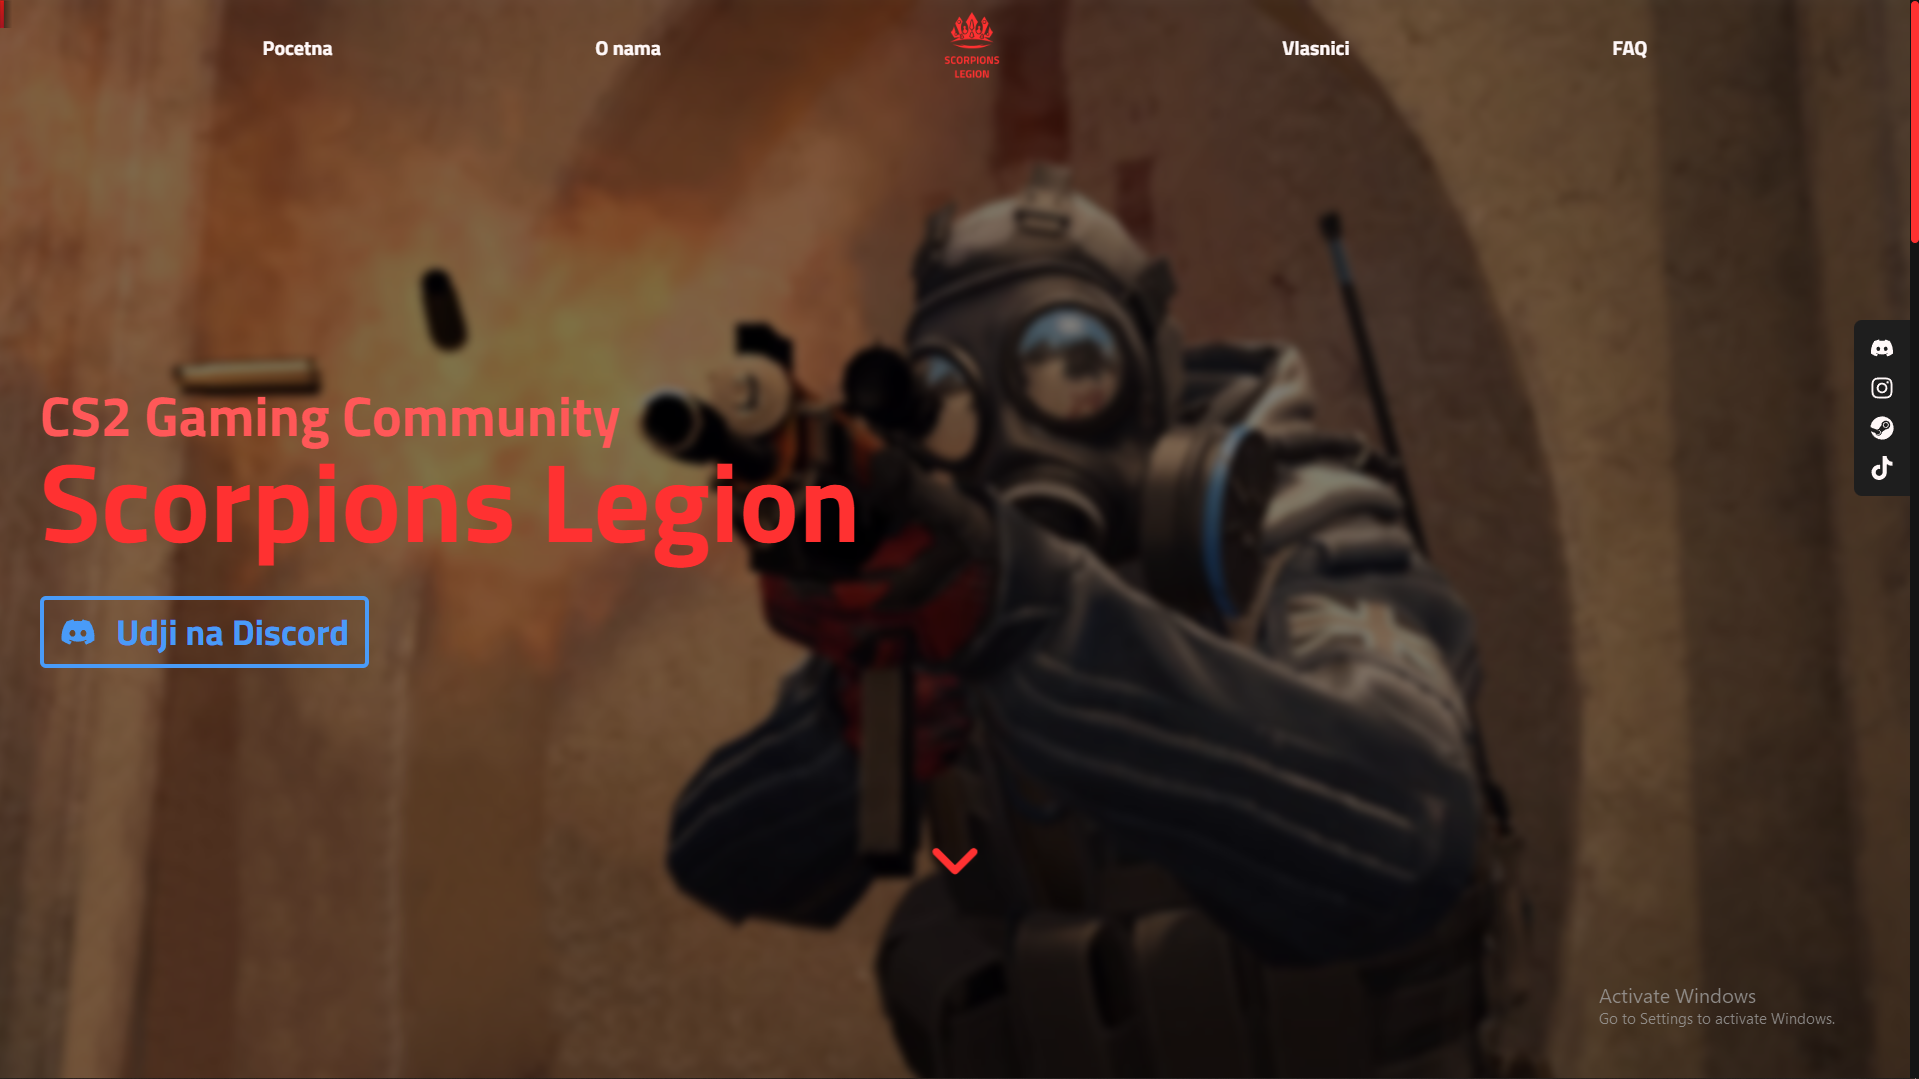 Pocetna
O nama
SCORPIONS
LEGION
Vlasnici
FAQ
CS2 Gaming Community
Scorpions Legion
Udji na Discord
Activate Windows
Go to Settings to activate Windows.